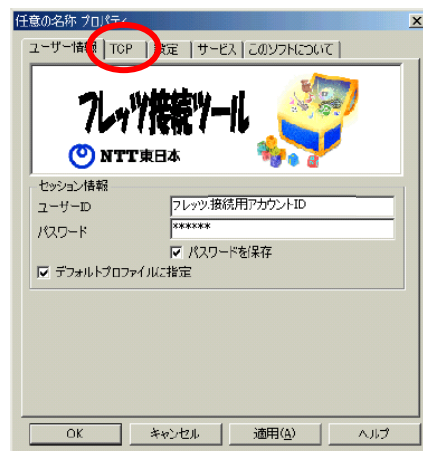 任意の名称 プロパティ
ユーザー情報 TCP 設定 サービス このソフトについて
フレッツ接続ツール
NTT東日本
セッション情報
ユーザーID フレッツ.接続用アカウントID
パスワード ******
パスワードを保存
デフォルトプロファイルに指定
OK キャンセル 適用(A) ヘルプ